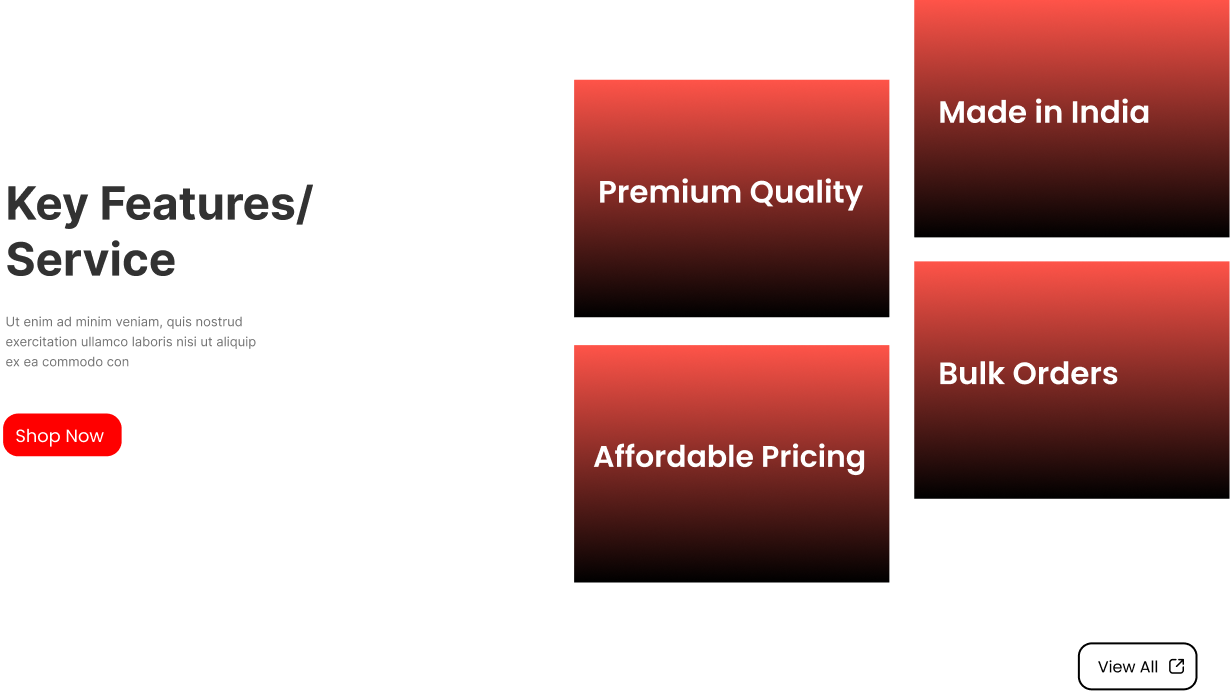 Key Features/
Service
Ut enim ad minim veniam, quis nostrud
exercitation ullamco laboris nisi ut aliquip
ex ea commodo con
Shop Now
Premium Quality
Made in India
Affordable Pricing
Bulk Orders
View All